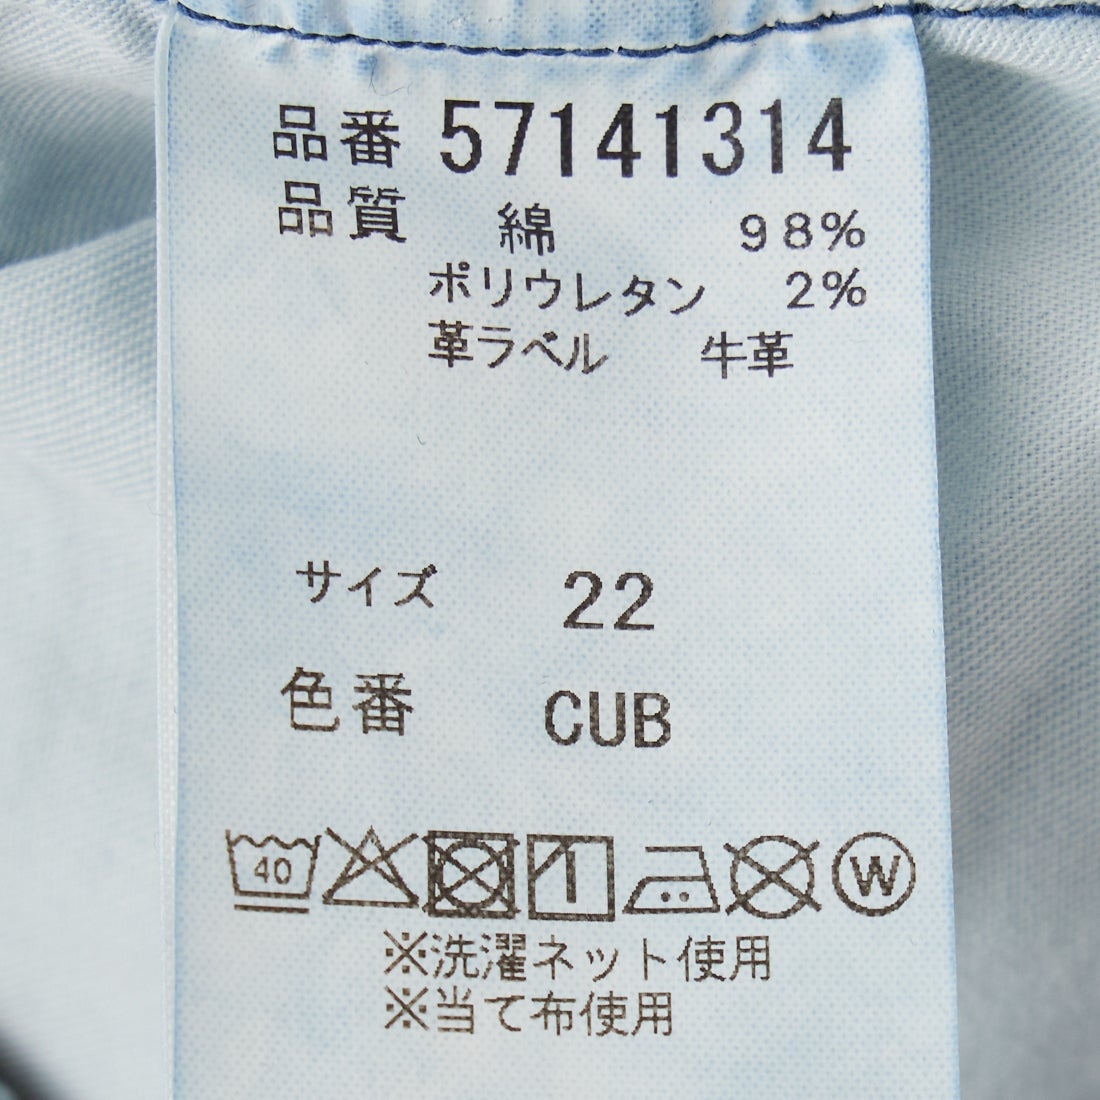 品番 57141314
品質 綿 98%
ポリウレタン 2%
革ラベル 牛革
サイズ 22
色番 CUB
40 W
※洗濯ネット使用
※当て布使用